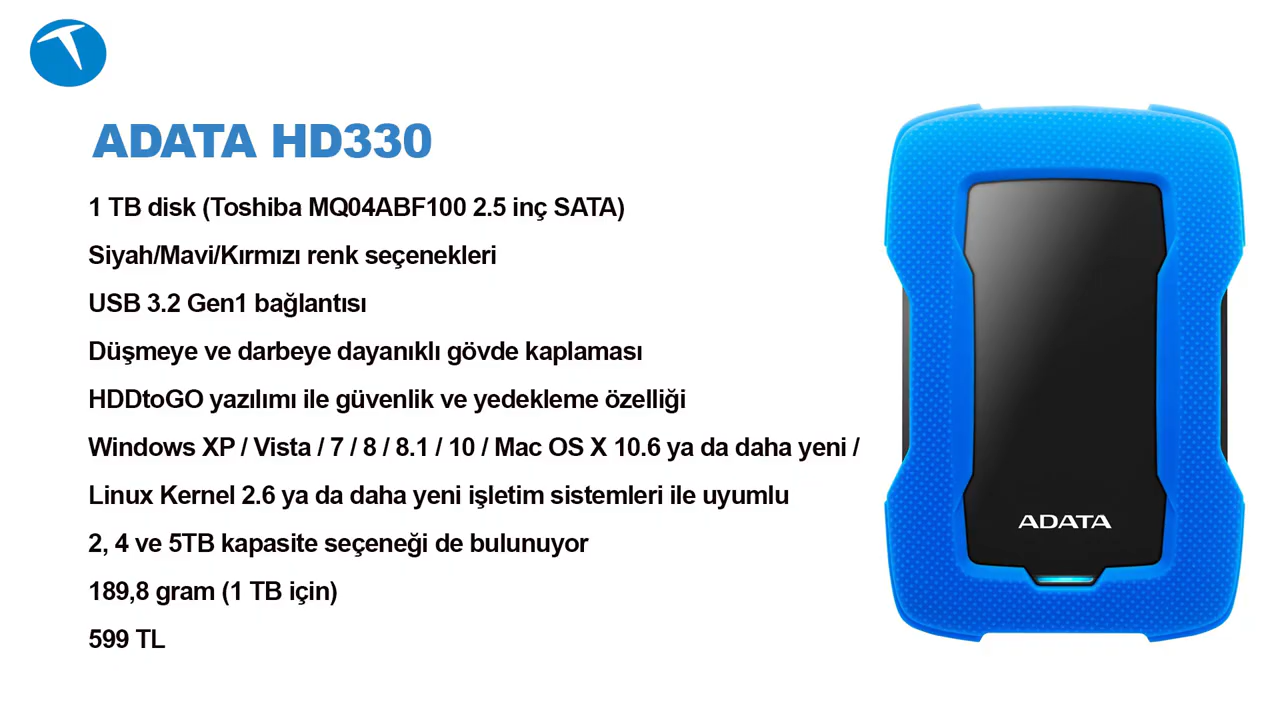 ADATA HD330
1 TB disk (Toshiba MQ04ABF100 2.5 inç SATA)
Siyah/Mavi/Kırmızı renk seçenekleri
USB 3.2 Gen1 bağlantısı
Düşmeye ve darbeye dayanıklı gövde kaplaması
HDDtoGO yazılımı ile güvenlik ve yedekleme özelliği
Windows XP / Vista / 7 / 8 / 8.1 / 10 / Mac OS X 10.6 ya da daha yeni /
Linux Kernel 2.6 ya da daha yeni işletim sistemleri ile uyumlu
2, 4 ve 5TB kapasite seçeneği de bulunuyor
189,8 gram (1 TB için)
599 TL
ADATA